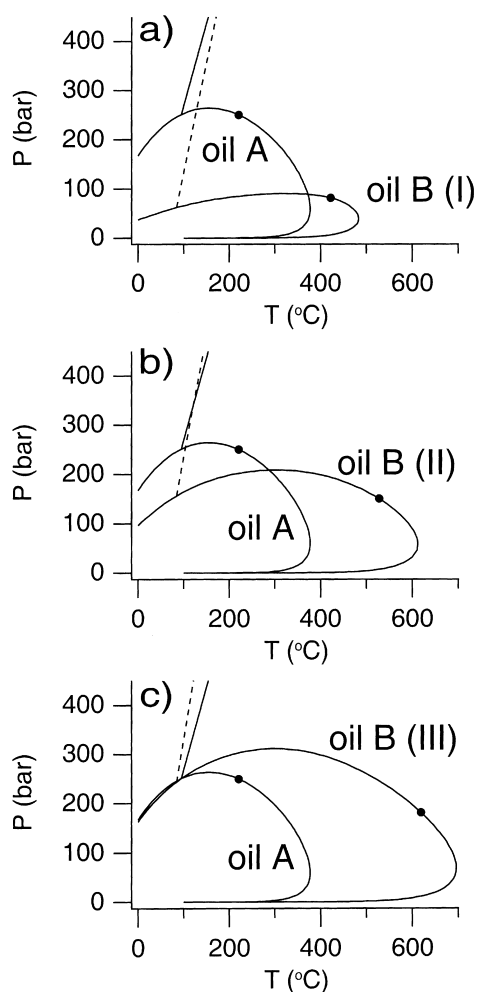 a)
400
300
200
100
0
P (bar)
oil A
oil B (I)
0 200 400 600
T (°C)
b)
400
300
200
100
0
P (bar)
oil B (II)
oil A
0 200 400 600
T (°C)
c)
400
300
200
100
0
P (bar)
oil B (III)
oil A
0 200 400 600
T (°C)